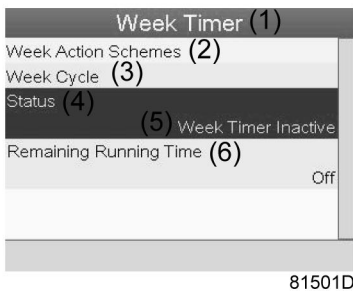 Week Timer (1)
Week Action Schemes (2)
Week Cycle (3)
Status (4)
(5) Week Timer Inactive
Remaining Running Time (6)
Off
81501D